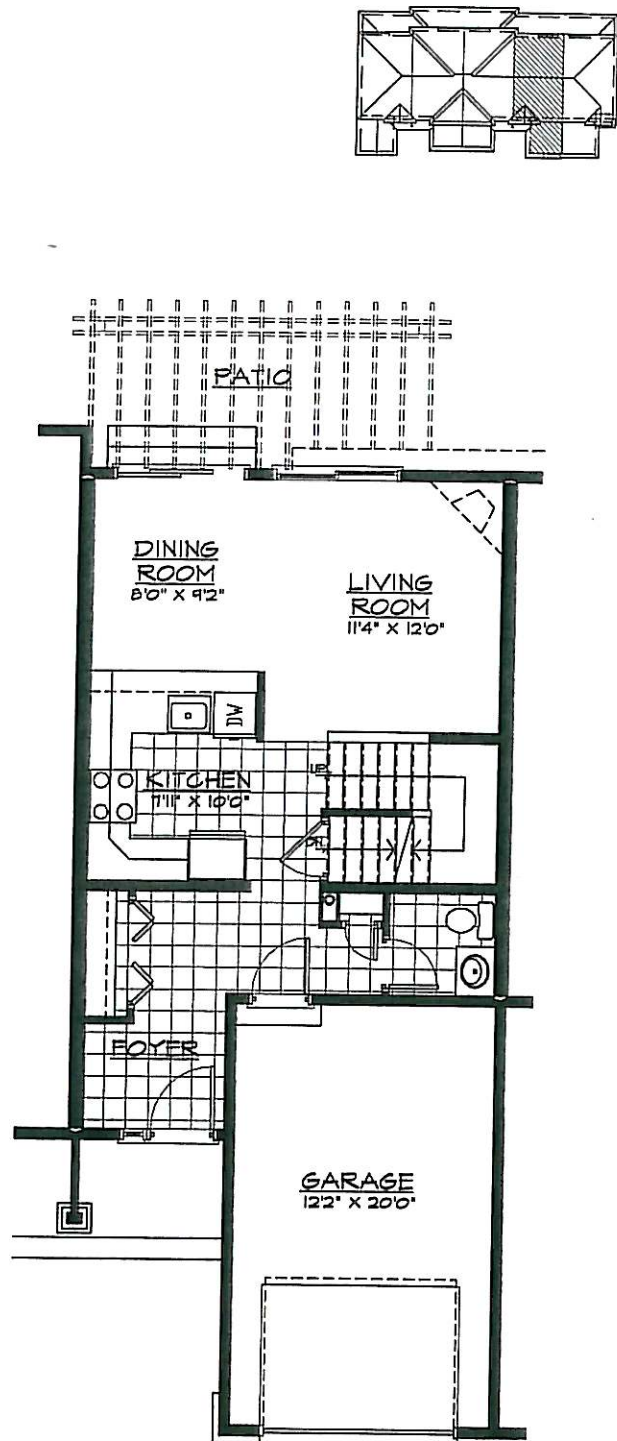 PATIO
DINING
ROOM
8'0" X 9'2"
LIVING
ROOM
11'4" X 12'0"
DW
UP
KITCHEN
7'11" X 10'0"
DN
FOYER
GARAGE
12'2" X 20'0"